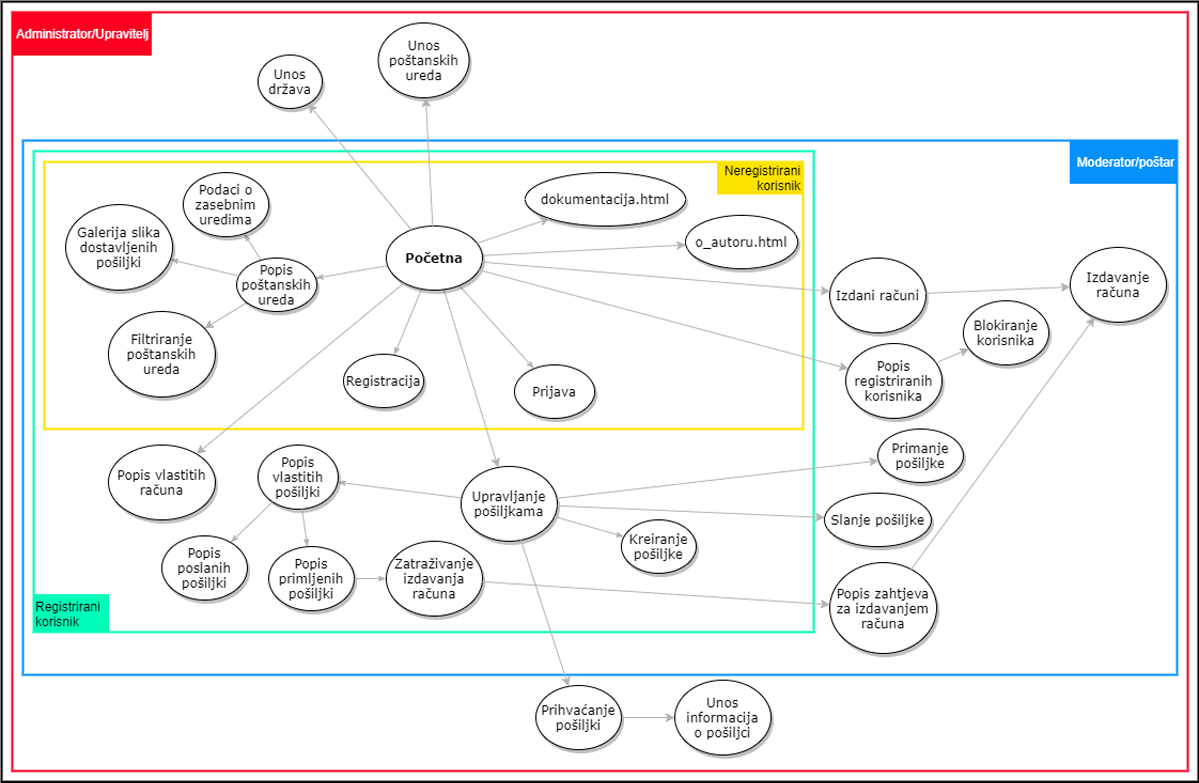 Administrator/Upravitelj
Unos
država
Unos
poštanskih
ureda
Moderator/poštar
Neregistrirani
korisnik
Podaci o
zasebnim
uredima
Galerija slika
dostavljenih
pošiljki
Popis
poštanskih
ureda
Filtriranje
poštanskih
ureda
Početna
dokumentacija.html
o_autoru.html
Registracija
Prijava
Izdani računi
Izdavanje
računa
Blokiranje
korisnika
Popis
registriranih
korisnika
Popis vlastitih
računa
Popis
vlastitih
pošiljki
Upravljanje
pošiljkama
Primanje
pošiljke
Slanje pošiljke
Kreiranje
pošiljke
Popis
poslanih
pošiljki
Popis
primljenih
pošiljki
Zatraživanje
izdavanja
računa
Popis zahtjeva
za izdavanjem
računa
Registrirani
korisnik
Prihvaćanje
pošiljki
Unos
informacija
o pošiljci